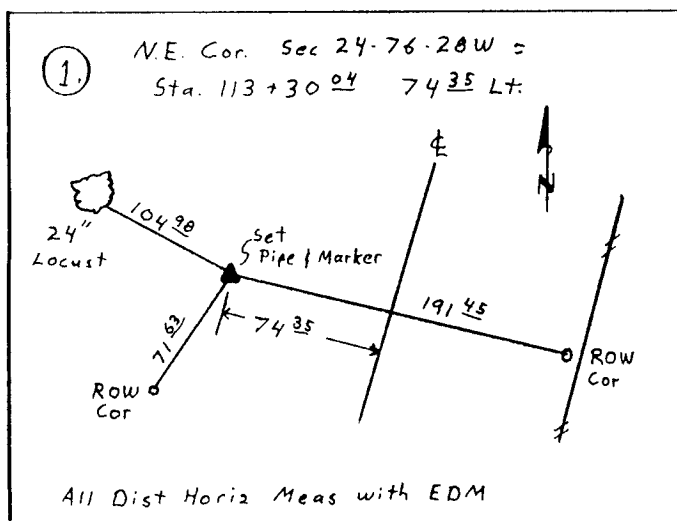 1.
N.E. Cor. Sec 24-76-28W =
Sta. 113+30 04 74 35 Lt.
℄
N
24"
Locust
104 98
Set
Pipe & Marker
191 45
74 35
71 63
ROW
Cor
ROW
Cor
All Dist Horiz Meas with EDM